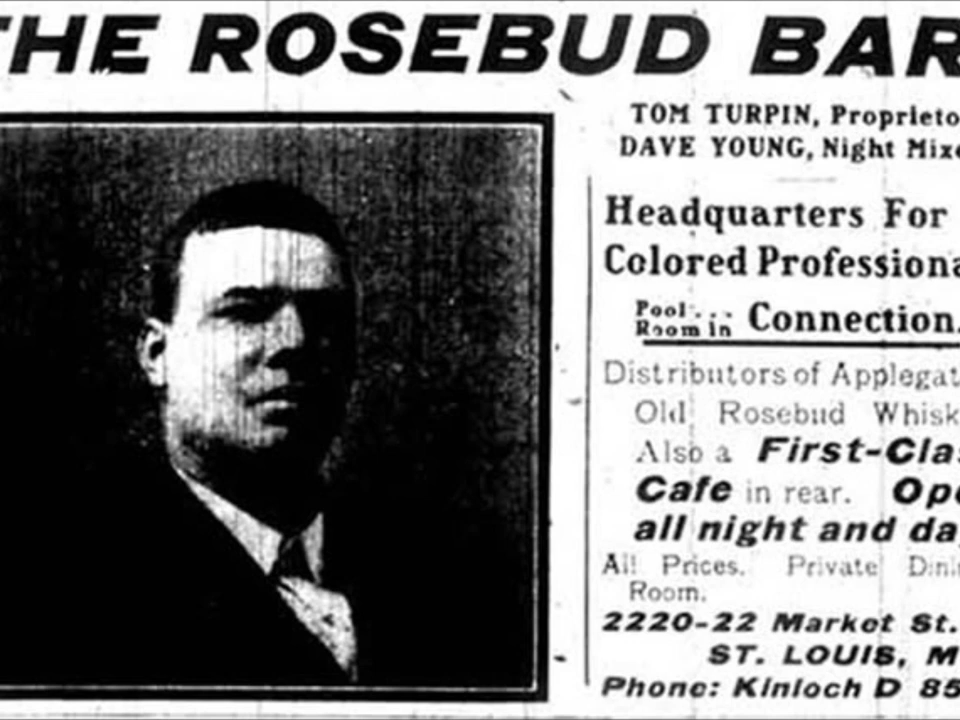 THE ROSEBUD BAR
TOM TURPIN, Proprieto
DAVE YOUNG, Night Mixe
Headquarters For
Colored Professiona
Pool ... Room in Connection.
Distributors of Applegat
Old Rosebud Whisk
Also a First-Clas
Cafe in rear. Ope
all night and day
All Prices. Private Dini
Room.
2220-22 Market St.
ST. LOUIS, M
Phone: Kinloch D 85